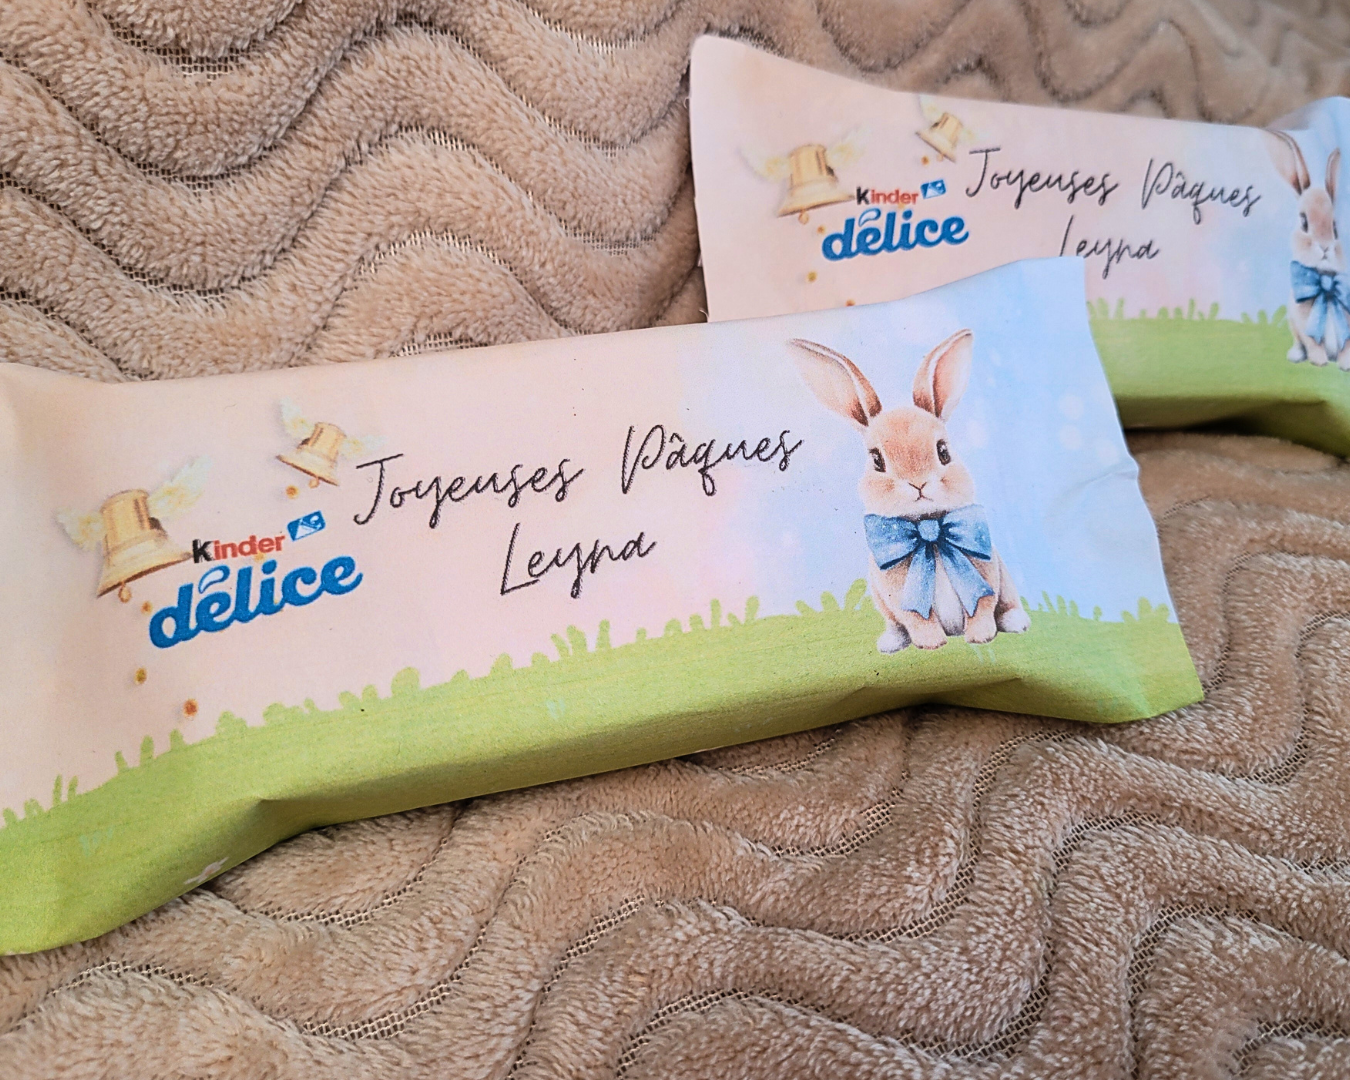 Kinder
délice
Joyeuses Pâques
Leyna
Kinder
délice
Joyeuses Pâques
Leyna